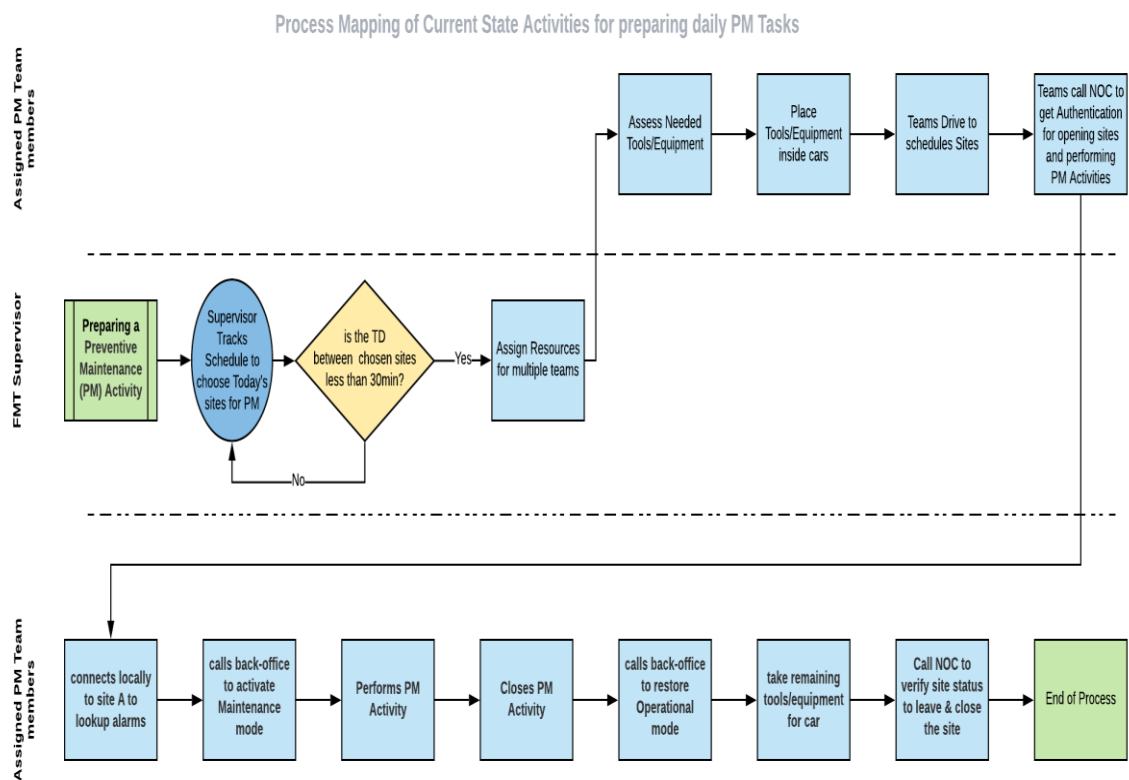 Process Mapping of Current State Activities for preparing daily PM Tasks
Assigned PM Team
members
Assess Needed
Tools/Equipment
Place
Tools/Equipment
inside cars
Teams Drive to
schedules Sites
Teams call NOC to
get Authentication
for opening sites
and performing
PM Activities
FMT Supervisor
Preparing a
Preventive
Maintenance
(PM) Activity
Supervisor
Tracks
Schedule to
choose Today's
sites for PM
is the TD
between chosen sites
less than 30min?
Yes
No
Assign Resources
for multiple teams
Assigned PM Team
members
connects locally
to site A to
lookup alarms
calls back-office
to activate
Maintenance
mode
Performs PM
Activity
Closes PM
Activity
calls back-office
to restore
Operational
mode
take remaining
tools/equipment
for car
Call NOC to
verify site status
to leave & close
the site
End of Process